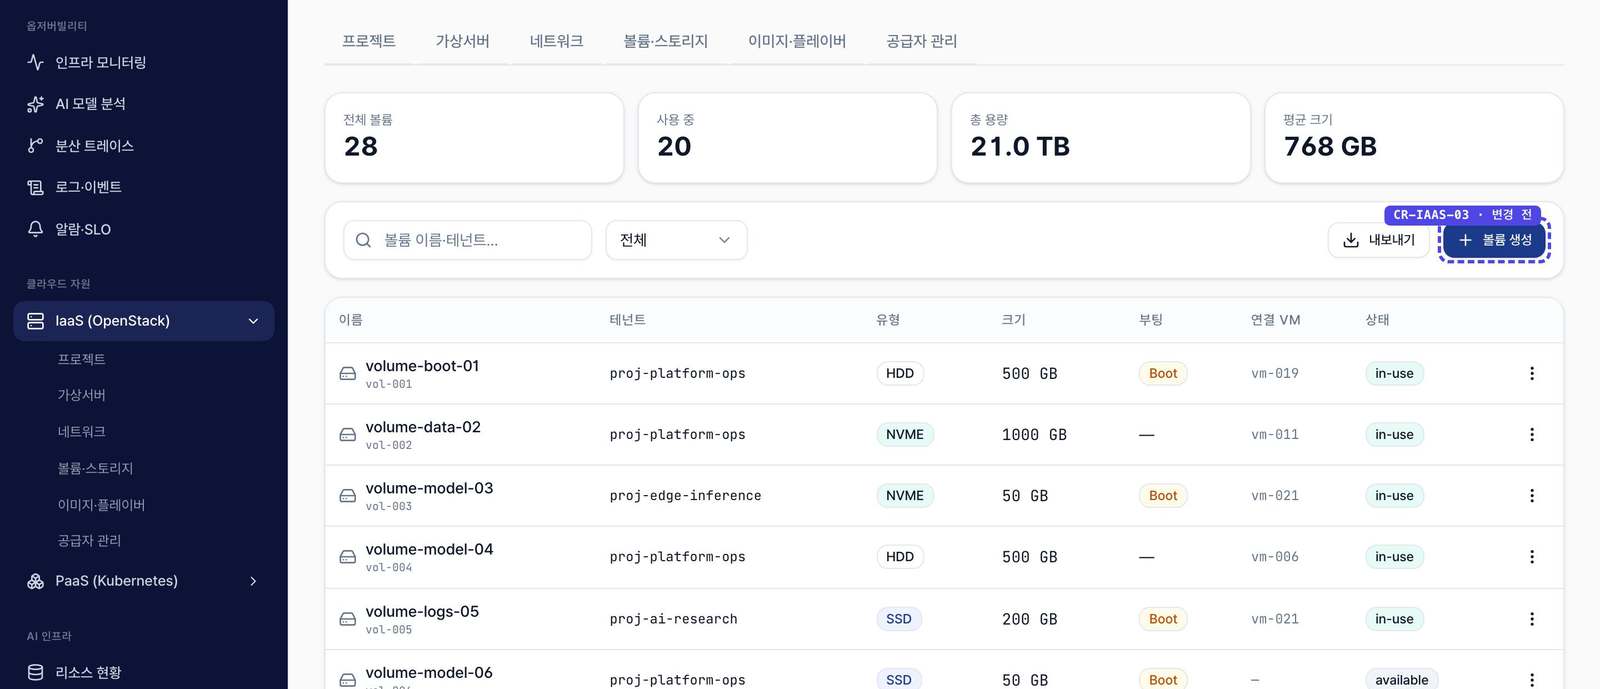 옵저버빌리티
인프라 모니터링
AI 모델 분석
분산 트레이스
로그·이벤트
알람·SLO
클라우드 자원
IaaS (OpenStack)
프로젝트
가상서버
네트워크
볼륨·스토리지
이미지·플레이버
공급자 관리
PaaS (Kubernetes)
AI 인프라
리소스 현황
프로젝트 가상서버 네트워크 볼륨·스토리지 이미지·플레이버 공급자 관리
전체 볼륨
28
사용 중
20
총 용량
21.0 TB
평균 크기
768 GB
볼륨 이름·테넌트...
전체
내보내기
CR-IAAS-03 · 변경 전
볼륨 생성
이름 테넌트 유형 크기 부팅 연결 VM 상태
volume-boot-01 proj-platform-ops HDD 500 GB Boot vm-019 in-use
vol-001
volume-data-02 proj-platform-ops NVME 1000 GB — vm-011 in-use
vol-002
volume-model-03 proj-edge-inference NVME 50 GB Boot vm-021 in-use
vol-003
volume-model-04 proj-platform-ops HDD 500 GB — vm-006 in-use
vol-004
volume-logs-05 proj-ai-research SSD 200 GB Boot vm-021 in-use
vol-005
volume-model-06 proj-platform-ops SSD 50 GB Boot — available